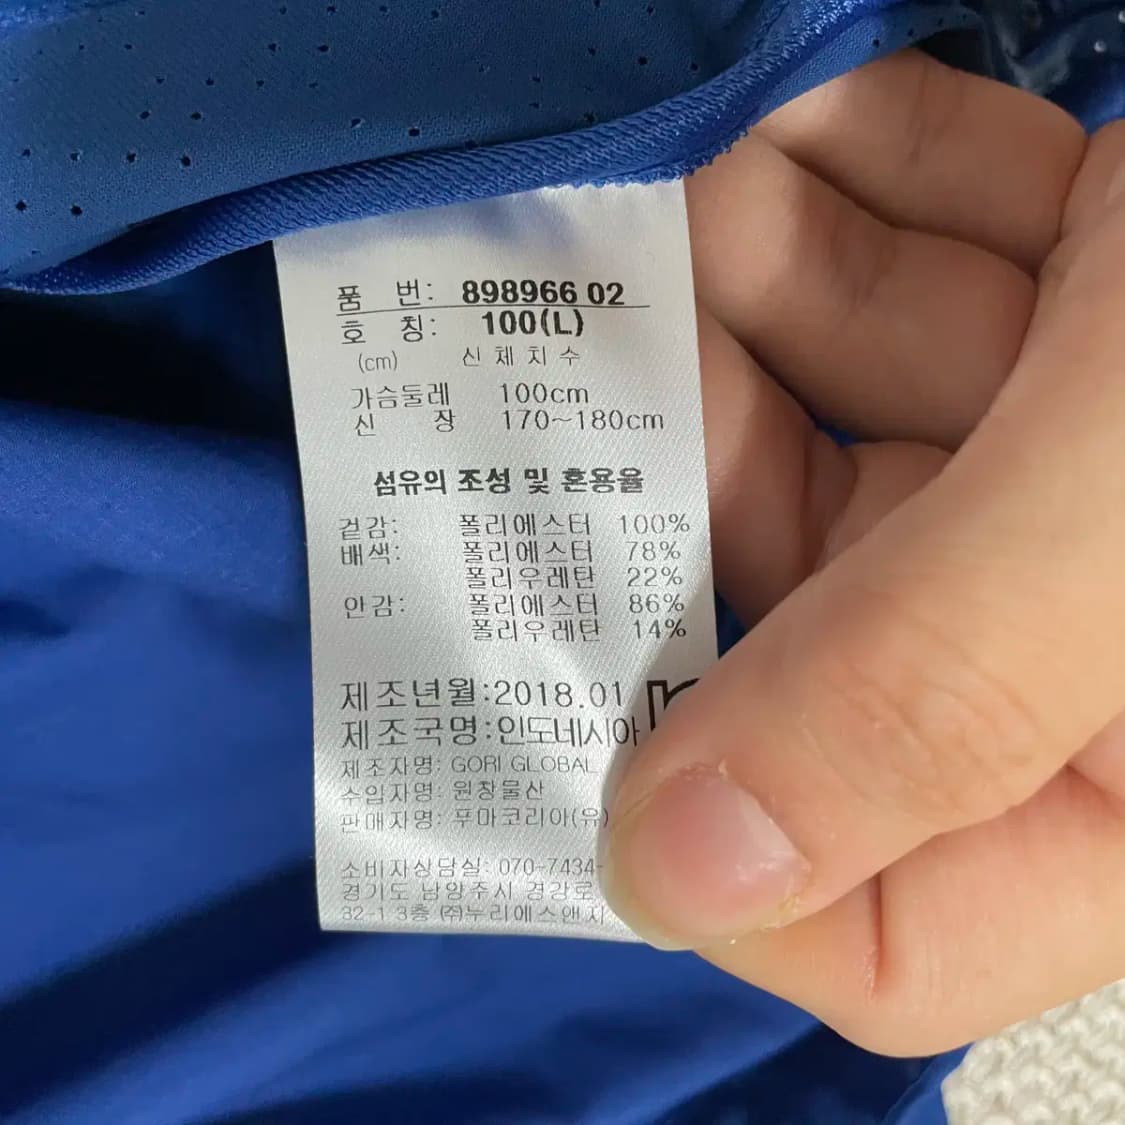 품 번: 898966 02
호 칭: 100(L)
(cm) 신체치수
가슴둘레 100cm
신 장 170~180cm
섬유의 조성 및 혼용율
겉감: 폴리에스터 100%
배색: 폴리에스터 78%
폴리우레탄 22%
안감: 폴리에스터 86%
폴리우레탄 14%
제조년월:2018.01
제조국명:인도네시아
제조자명: GORI GLOBAL
수입자명: 원창물산
판매자명: 푸마코리아(유)
소비자상담실: 070-7434-
경기도 남양주시 경강로
32-1 3층 (주)누리에스앤지